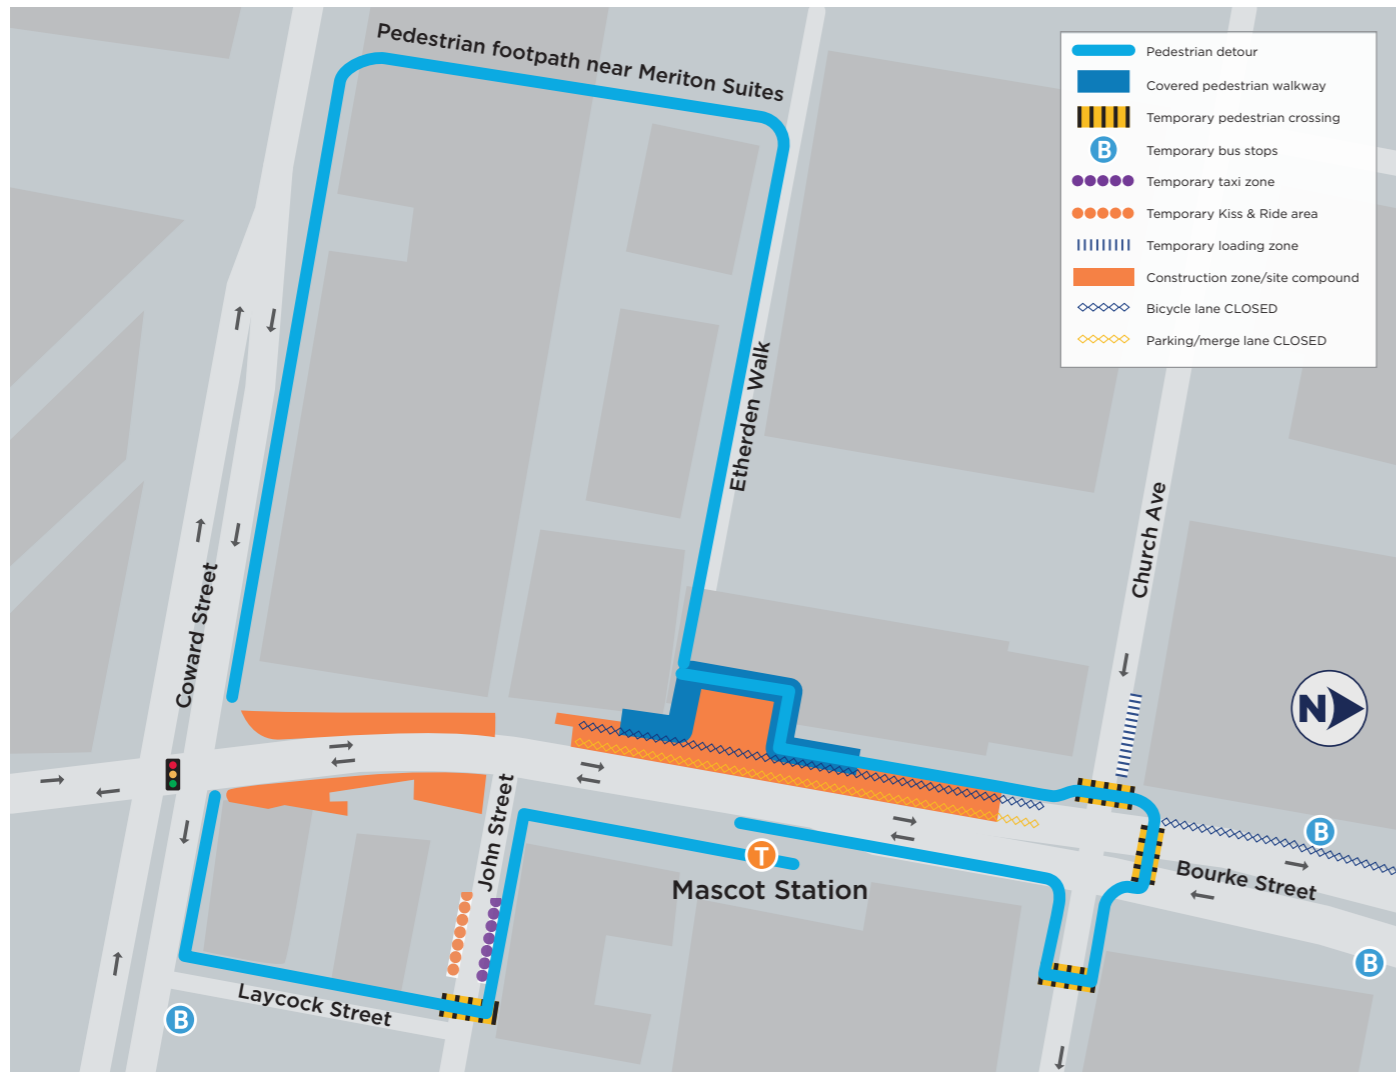 Pedestrian footpath near Meriton Suites
Pedestrian detour
Covered pedestrian walkway
Temporary pedestrian crossing
B
Temporary bus stops
Temporary taxi zone
Temporary Kiss & Ride area
Temporary loading zone
Construction zone/site compound
Bicycle lane CLOSED
Parking/merge lane CLOSED
Etherden Walk
Church Ave
Coward Street
N
John Street
T
Mascot Station
B
Bourke Street
B
Laycock Street
B